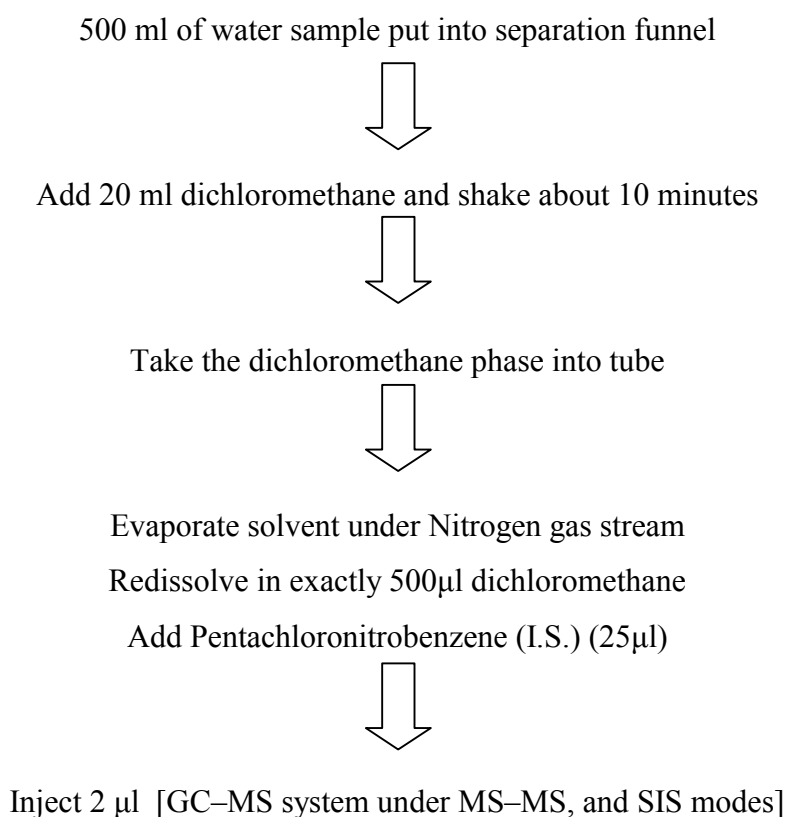 500 ml of water sample put into separation funnel
Add 20 ml dichloromethane and shake about 10 minutes
Take the dichloromethane phase into tube
Evaporate solvent under Nitrogen gas stream
Redissolve in exactly 500μl dichloromethane
Add Pentachloronitrobenzene (I.S.) (25μl)
Inject 2 μl [GC–MS system under MS–MS, and SIS modes]